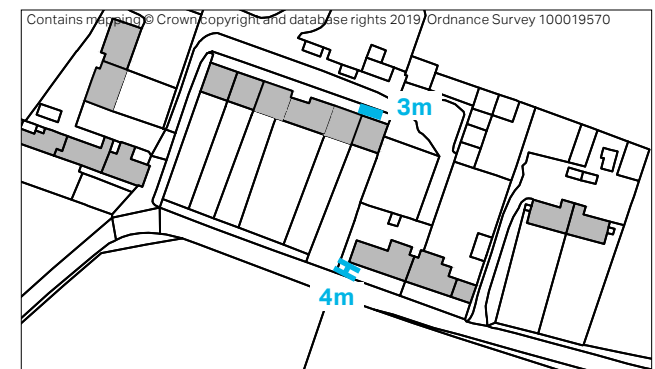 Contains mapping © Crown copyright and database rights 2019, Ordnance Survey 100019570
3m
4m